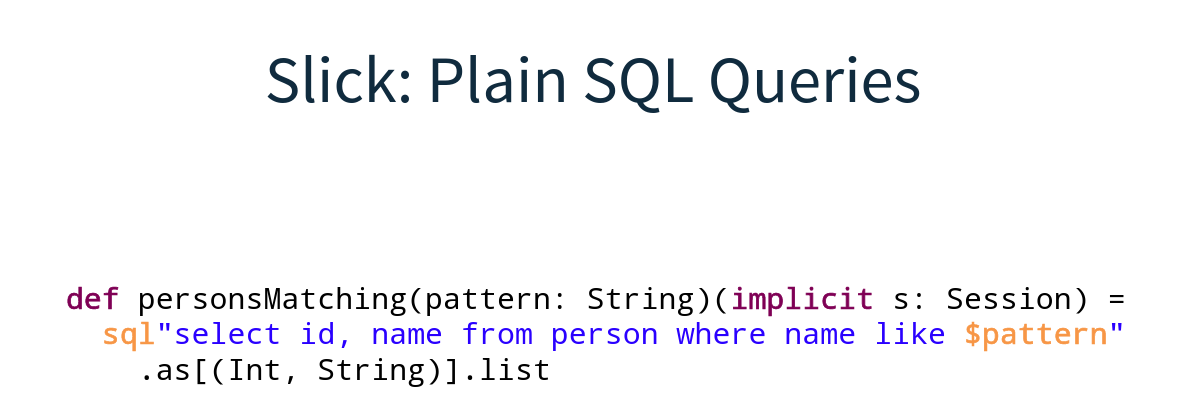 Slick: Plain SQL Queries
def personsMatching(pattern: String)(implicit s: Session) =
  sql"select id, name from person where name like $pattern"
    .as[(Int, String)].list